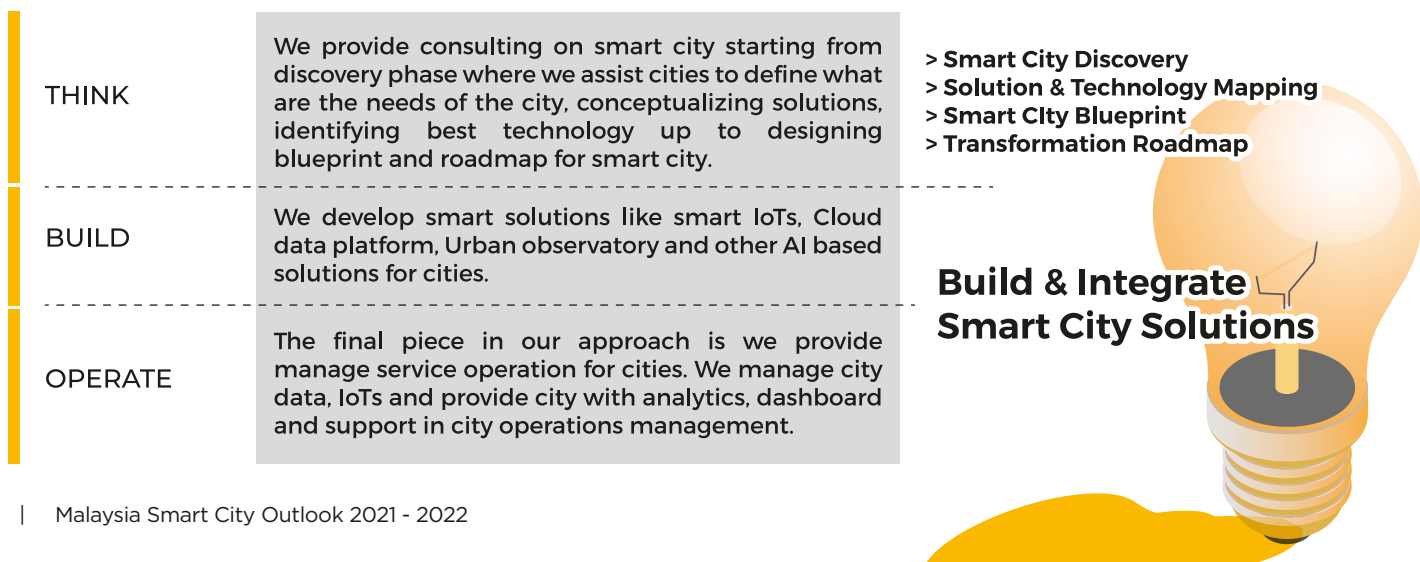 THINK
We provide consulting on smart city starting from
discovery phase where we assist cities to define what
are the needs of the city, conceptualizing solutions,
identifying best technology up to designing
blueprint and roadmap for smart city.
> Smart City Discovery
> Solution & Technology Mapping
> Smart CIty Blueprint
> Transformation Roadmap
BUILD
We develop smart solutions like smart IoTs, Cloud
data platform, Urban observatory and other AI based
solutions for cities.
Build & Integrate
Smart City Solutions
OPERATE
The final piece in our approach is we provide
manage service operation for cities. We manage city
data, IoTs and provide city with analytics, dashboard
and support in city operations management.
| Malaysia Smart City Outlook 2021 - 2022